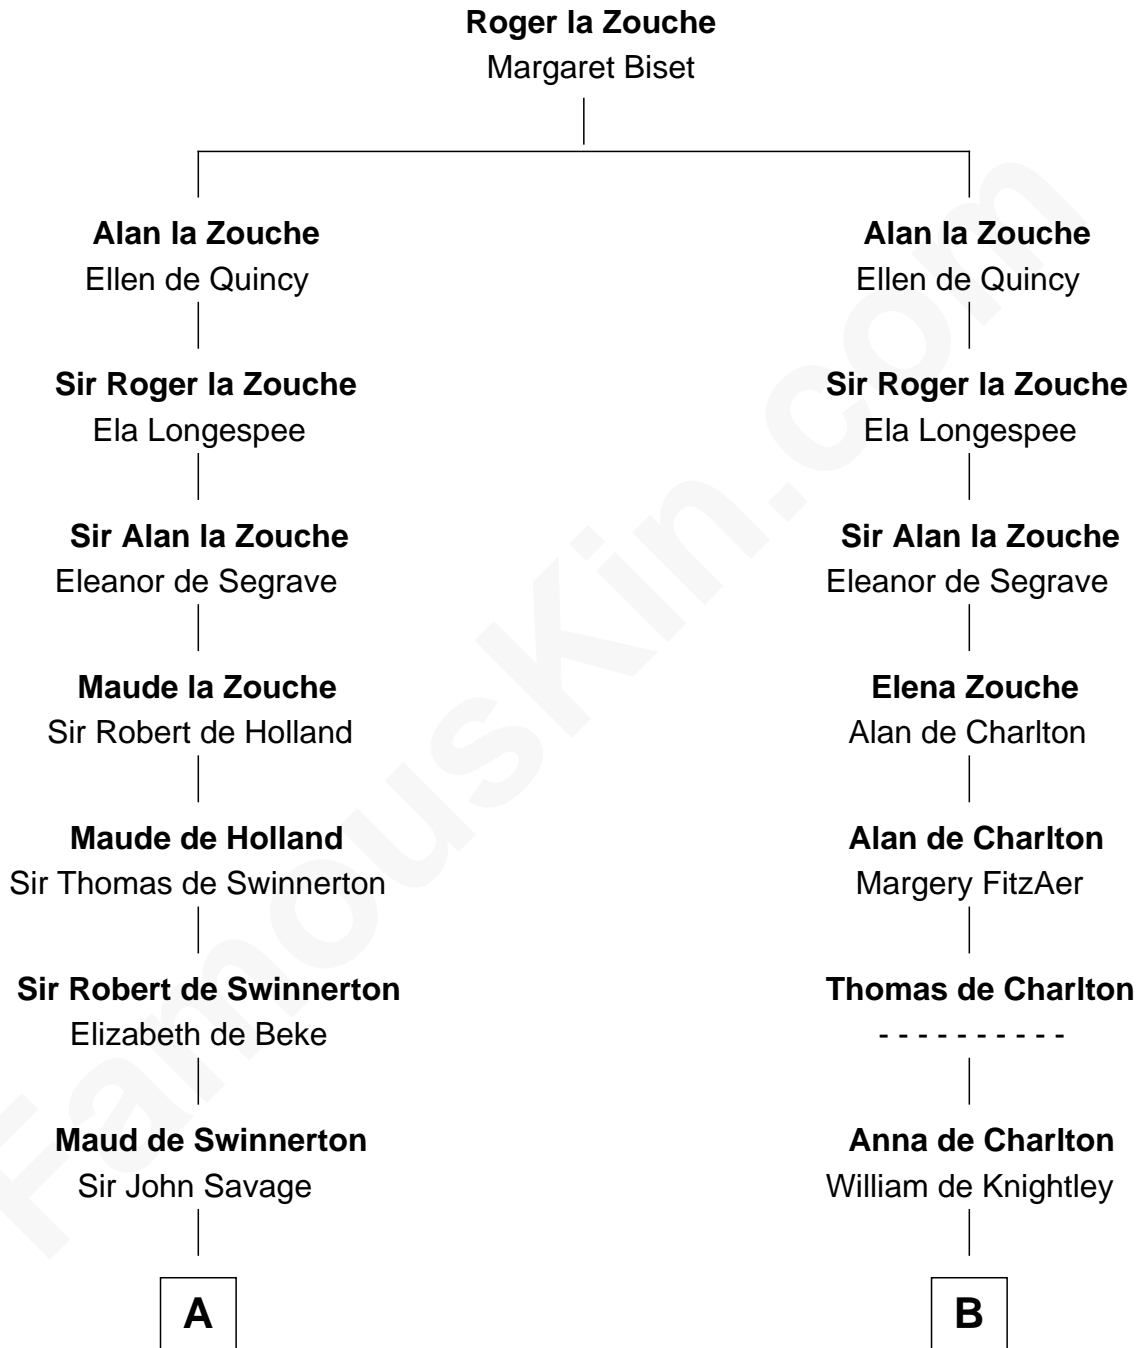 Roger la Zouche
Margaret Biset
Alan la Zouche
Ellen de Quincy
Sir Roger la Zouche
Ela Longespee
Sir Alan la Zouche
Eleanor de Segrave
Maude la Zouche
Sir Robert de Holland
Maude de Holland
Sir Thomas de Swinnerton
Sir Robert de Swinnerton
Elizabeth de Beke
Maud de Swinnerton
Sir John Savage
A
Alan la Zouche
Ellen de Quincy
Sir Roger la Zouche
Ela Longespee
Sir Alan la Zouche
Eleanor de Segrave
Elena Zouche
Alan de Charlton
Alan de Charlton
Margery FitzAer
Thomas de Charlton
- - - - - - - - - -
Anna de Charlton
William de Knightley
B
FamousKin.com